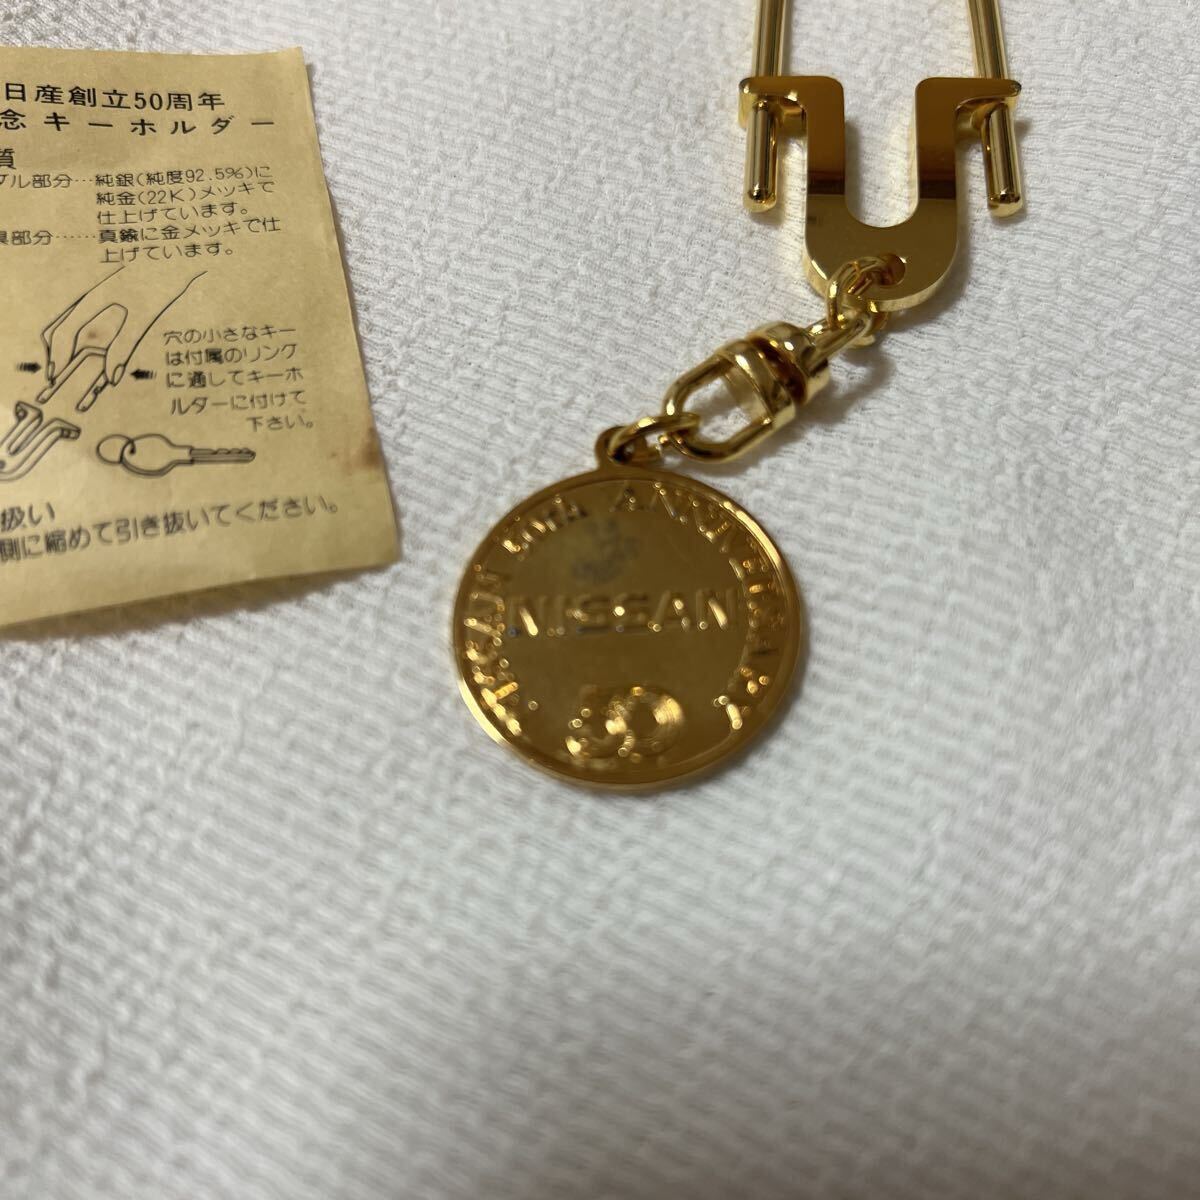 日産創立50周年
念キーホルダー
質
ダル部分…純銀(純度92.5%)に
純金(22K)メッキで
仕上げています。
具部分……真鍮に金メッキで仕
上げています。
穴の小さなキー
は付属のリング
に通してキーホ
ルダーに付けて
下さい。
扱い
側に縮めて引き抜いてください。
NISSAN 50th ANNIVERSARY
NISSAN
50